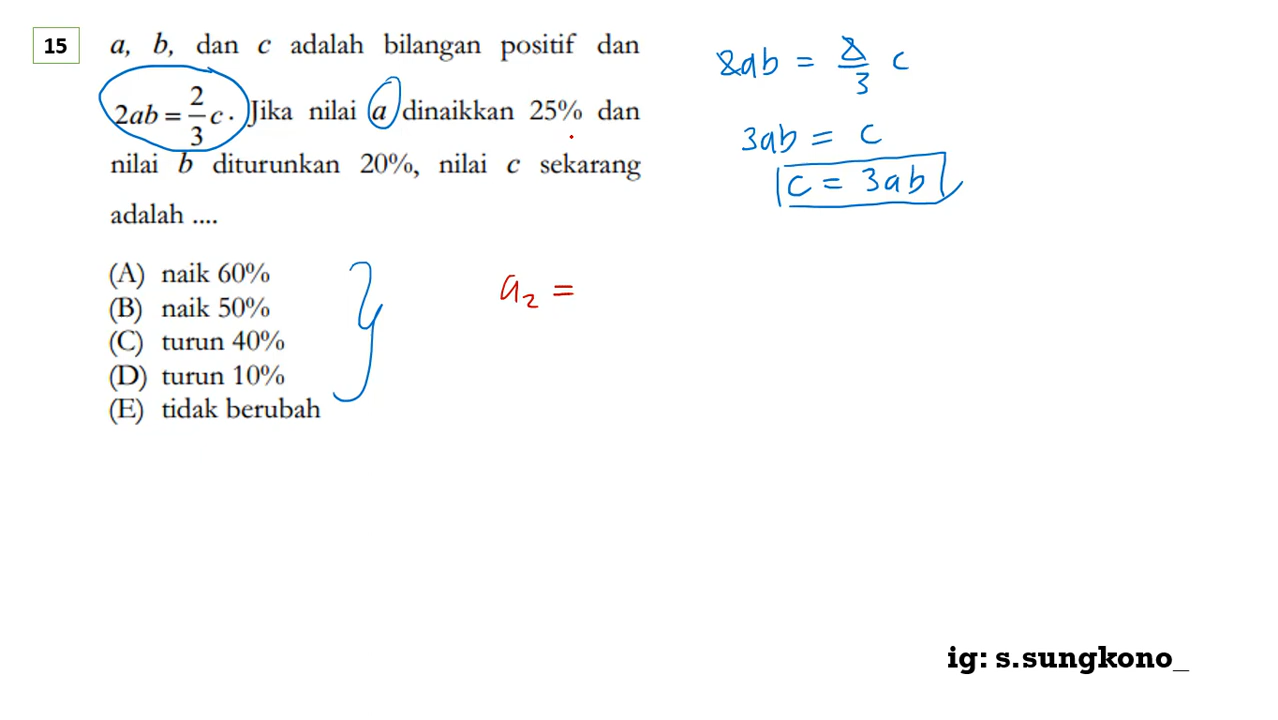 15
a, b, dan c adalah bilangan positif dan
2ab = 2/3 c. Jika nilai a dinaikkan 25% dan
nilai b diturunkan 20%, nilai c sekarang
adalah ....
(A) naik 60%
(B) naik 50%
(C) turun 40%
(D) turun 10%
(E) tidak berubah
2ab = 2/3 c
3ab = c
c = 3ab
a₂ =
ig: s.sungkono_